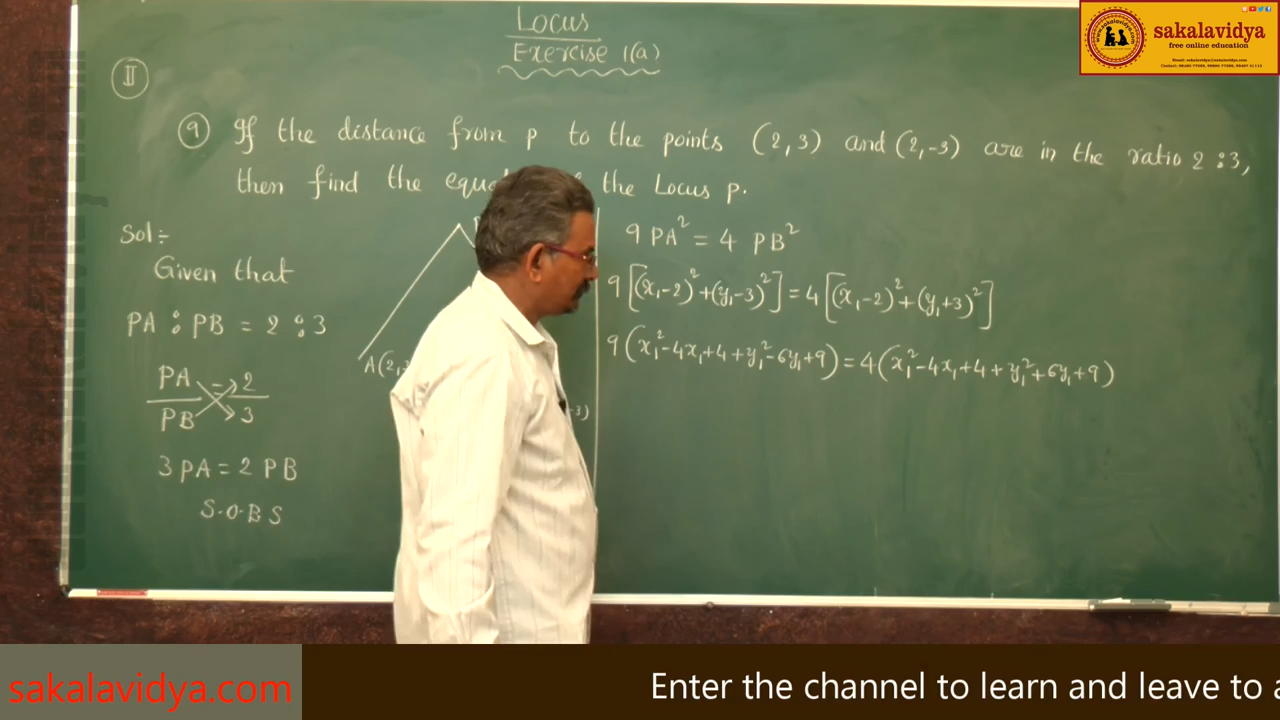 Locus
Exercise 1(a)
II
9 If the distance from P to the points (2,3) and (2,-3) are in the ratio 2:3,
then find the the Locus P.
Sol:-
Given that
PA : PB = 2 : 3
PA/PB = 2/3
3PA = 2PB
S.O.B S
A(2,
-3)
9 PA² = 4 PB²
9[(x₁-2)²+(y₁-3)²] = 4[(x₁-2)²+(y₁+3)²]
9(x₁²-4x₁+4+y₁²-6y₁+9) = 4(x₁²-4x₁+4+y₁²+6y₁+9)
sakalavidya
free online education
sakalavidya.com
Enter the channel to learn and leave to